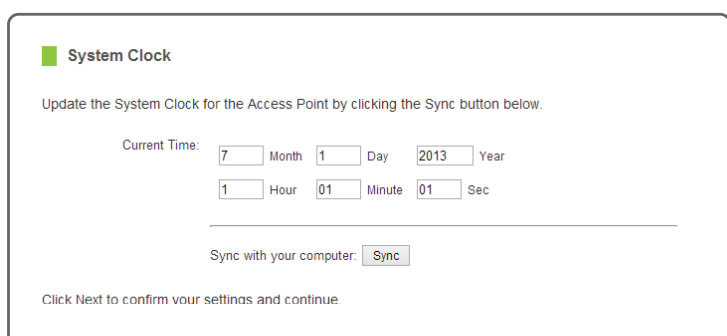 System Clock
Update the System Clock for the Access Point by clicking the Sync button below.
Current Time: 7 Month 1 Day 2013 Year
1 Hour 01 Minute 01 Sec
Sync with your computer: Sync
Click Next to confirm your settings and continue.